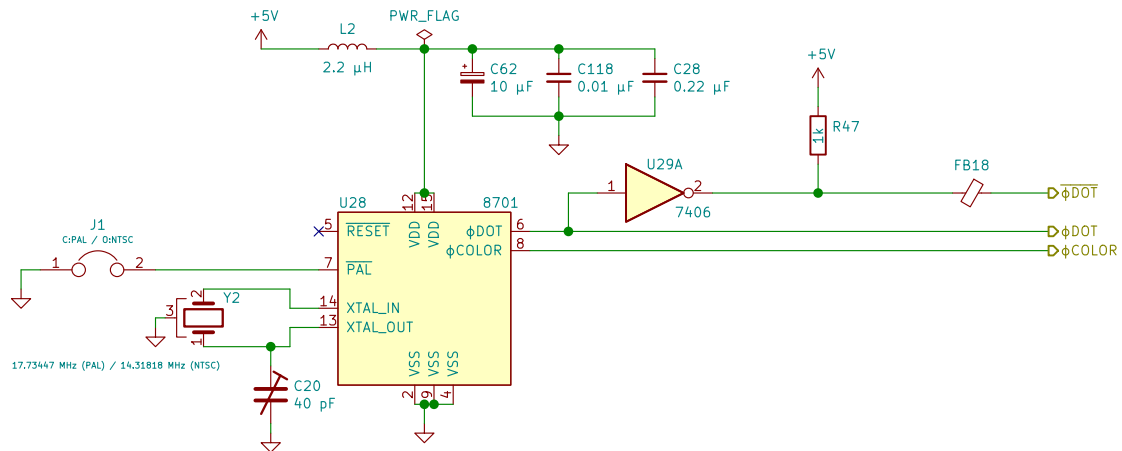 +5V
L2
2.2 µH
PWR_FLAG
+
C62
10 µF
C118
0.01 µF
C28
0.22 µF
+5V
1k
R47
U29A
1
2
7406
FB18
ϕDOT
ϕDOT
ϕCOLOR
U28
8701
12
15
VDD
VDD
5
RESET
7
PAL
14
XTAL_IN
13
XTAL_OUT
ϕDOT
6
ϕCOLOR
8
VSS
VSS
VSS
2
9
4
J1
C:PAL / O:NTSC
1
2
Y2
2
3
1
17.73447 MHz (PAL) / 14.31818 MHz (NTSC)
C20
40 pF